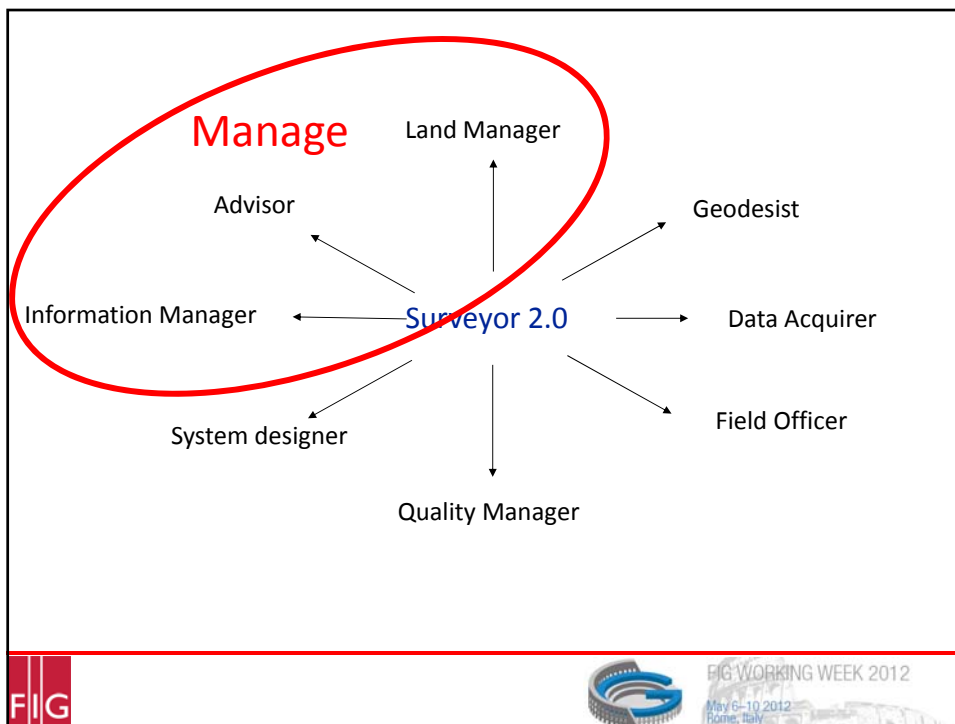 Manage
Land Manager
Advisor
Geodesist
Information Manager
Surveyor 2.0
Data Acquirer
System designer
Field Officer
Quality Manager
FIG
FIG WORKING WEEK 2012
May 6–10 2012
Rome, Italy